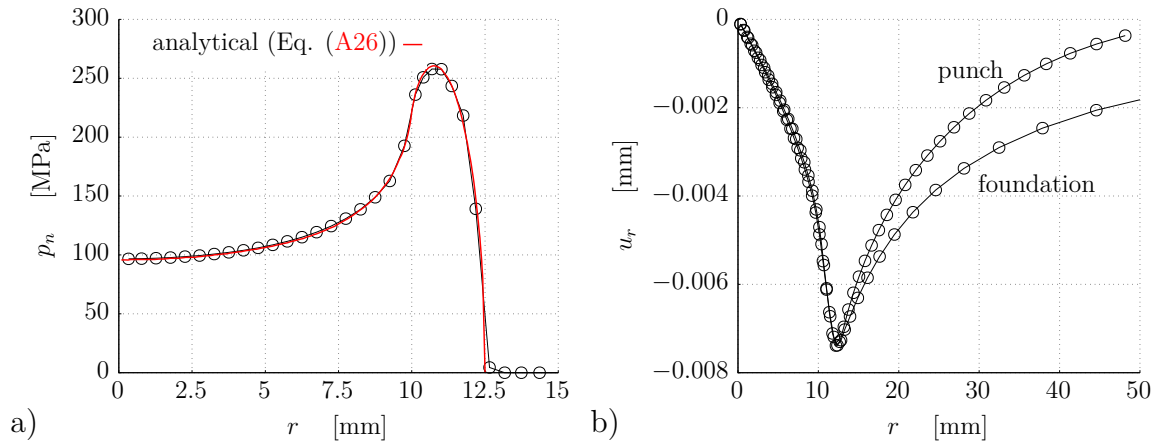 300
250
200
150
100
50
0
p_n [MPa]
analytical (Eq. (A26))
0 2.5 5 7.5 10 12.5 15
r [mm]
a)
0
−0.002
−0.004
−0.006
−0.008
u_r [mm]
punch
foundation
0 10 20 30 40 50
r [mm]
b)